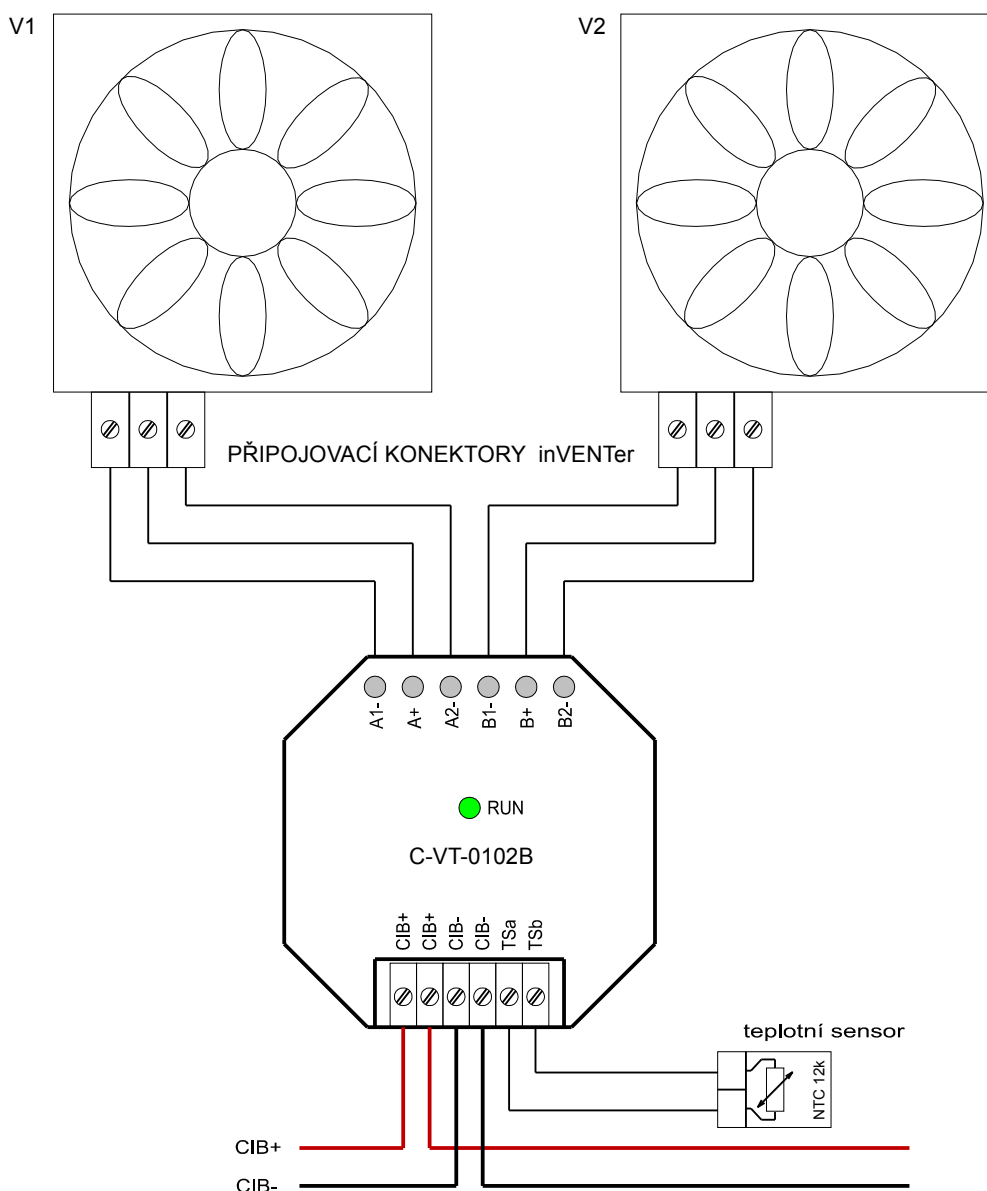 V1
V2
PŘIPOJOVACÍ KONEKTORY inVENTer
A1-
A+
A2-
B1-
B+
B2-
RUN
C-VT-0102B
CIB+
CIB+
CIB-
CIB-
TSa
TSb
teplotní sensor
NTC 12k
CIB+
CIB-